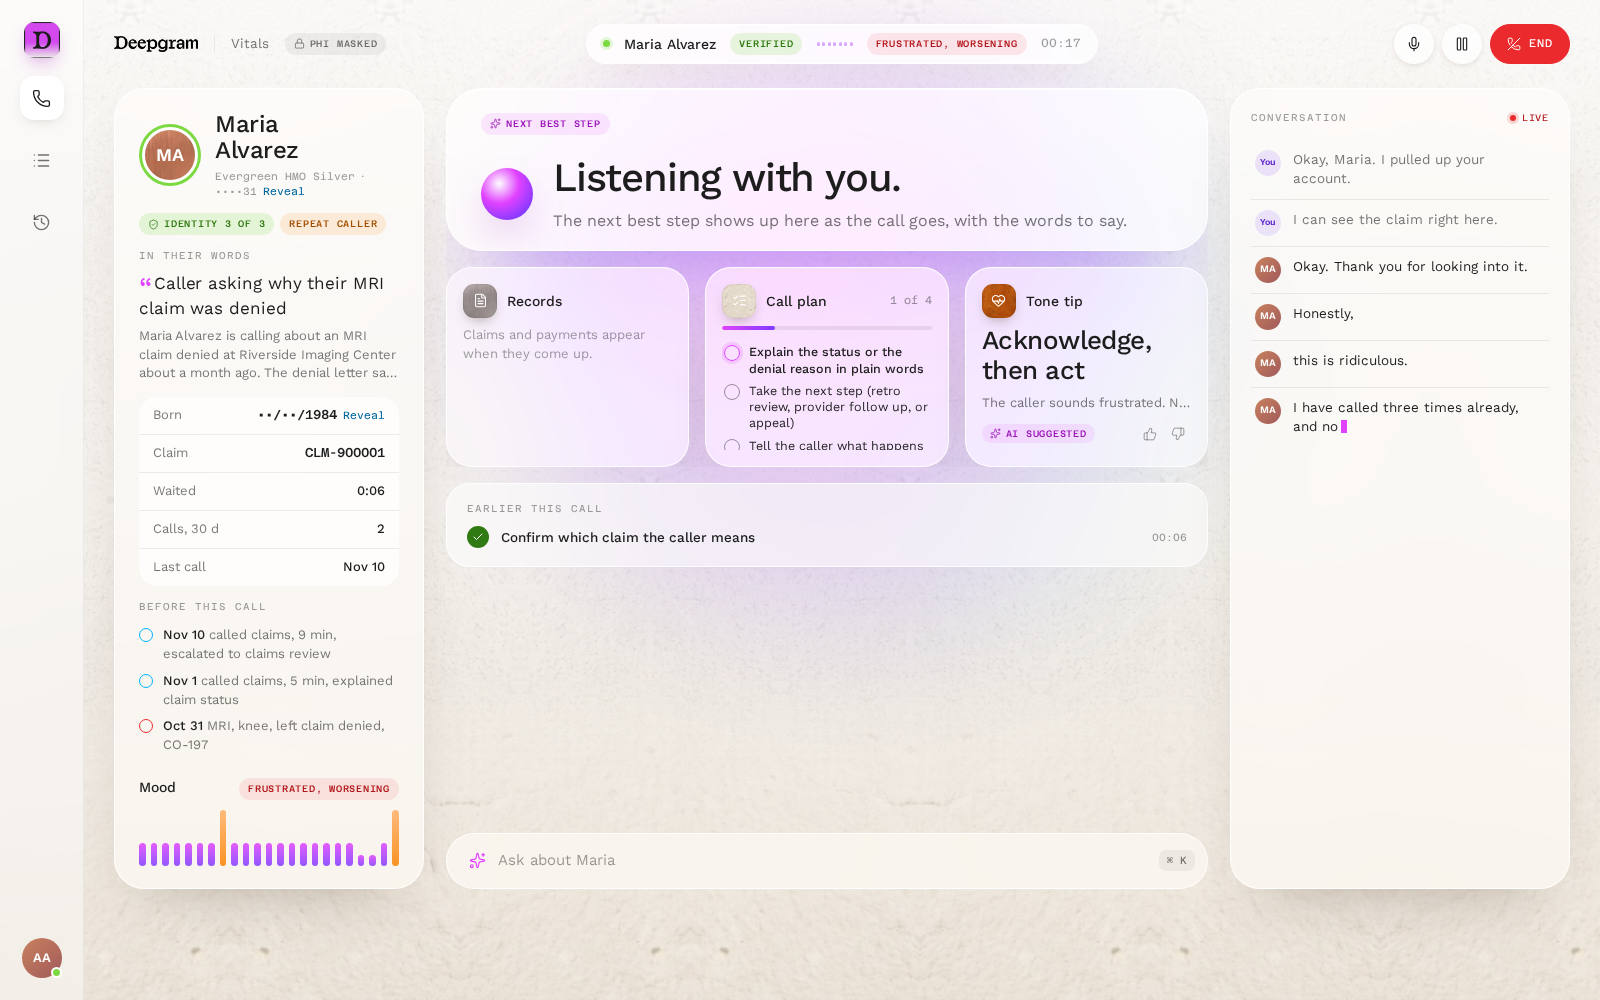 D
Deepgram
Vitals
PHI MASKED
Maria Alvarez
VERIFIED
FRUSTRATED, WORSENING
00:17
END
MA
Maria
Alvarez
Evergreen HMO Silver ·
••••31 Reveal
IDENTITY 3 OF 3
REPEAT CALLER
IN THEIR WORDS
“Caller asking why their MRI
claim was denied
Maria Alvarez is calling about an MRI
claim denied at Riverside Imaging Center
about a month ago. The denial letter sa...
Born ••/••/1984 Reveal
Claim CLM-900001
Waited 0:06
Calls, 30 d 2
Last call Nov 10
BEFORE THIS CALL
Nov 10 called claims, 9 min,
escalated to claims review
Nov 1 called claims, 5 min, explained
claim status
Oct 31 MRI, knee, left claim denied,
CO-197
Mood FRUSTRATED, WORSENING
NEXT BEST STEP
Listening with you.
The next best step shows up here as the call goes, with the words to say.
Records
Claims and payments appear
when they come up.
Call plan 1 of 4
Explain the status or the
denial reason in plain words
Take the next step (retro
review, provider follow up, or
appeal)
Tell the caller what happens
Tone tip
Acknowledge,
then act
The caller sounds frustrated. N...
AI SUGGESTED
EARLIER THIS CALL
Confirm which claim the caller means 00:06
Ask about Maria ⌘ K
CONVERSATION LIVE
You Okay, Maria. I pulled up your
account.
You I can see the claim right here.
MA Okay. Thank you for looking into it.
MA Honestly,
MA this is ridiculous.
MA I have called three times already,
and no
AA